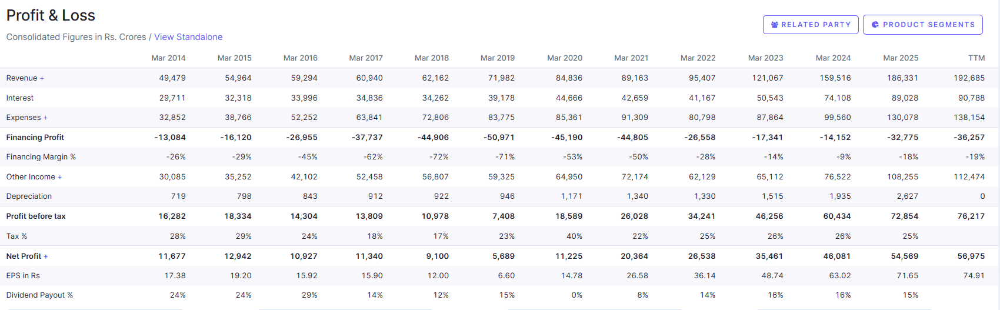 Profit & Loss
RELATED PARTY PRODUCT SEGMENTS
Consolidated Figures in Rs. Crores / View Standalone
Mar 2014 Mar 2015 Mar 2016 Mar 2017 Mar 2018 Mar 2019 Mar 2020 Mar 2021 Mar 2022 Mar 2023 Mar 2024 Mar 2025 TTM
Revenue + 49,479 54,964 59,294 60,940 62,162 71,982 84,836 89,163 95,407 121,067 159,516 186,331 192,685
Interest 29,711 32,318 33,996 34,836 34,262 39,178 44,666 42,659 41,167 50,543 74,108 89,028 90,788
Expenses + 32,852 38,766 52,252 63,841 72,806 83,775 85,361 91,309 80,798 87,864 99,560 130,078 138,154
Financing Profit -13,084 -16,120 -26,955 -37,737 -44,906 -50,971 -45,190 -44,805 -26,558 -17,341 -14,152 -32,775 -36,257
Financing Margin % -26% -29% -45% -62% -72% -71% -53% -50% -28% -14% -9% -18% -19%
Other Income + 30,085 35,252 42,102 52,458 56,807 59,325 64,950 72,174 62,129 65,112 76,522 108,255 112,474
Depreciation 719 798 843 912 922 946 1,171 1,340 1,330 1,515 1,935 2,627 0
Profit before tax 16,282 18,334 14,304 13,809 10,978 7,408 18,589 26,028 34,241 46,256 60,434 72,854 76,217
Tax % 28% 29% 24% 18% 17% 23% 40% 22% 25% 26% 26% 25%
Net Profit + 11,677 12,942 10,927 11,340 9,100 5,689 11,225 20,364 26,538 35,461 46,081 54,569 56,975
EPS in Rs 17.38 19.20 15.92 15.90 12.00 6.60 14.78 26.58 36.14 48.74 63.02 71.65 74.91
Dividend Payout % 24% 24% 29% 14% 12% 15% 0% 8% 14% 16% 16% 15%